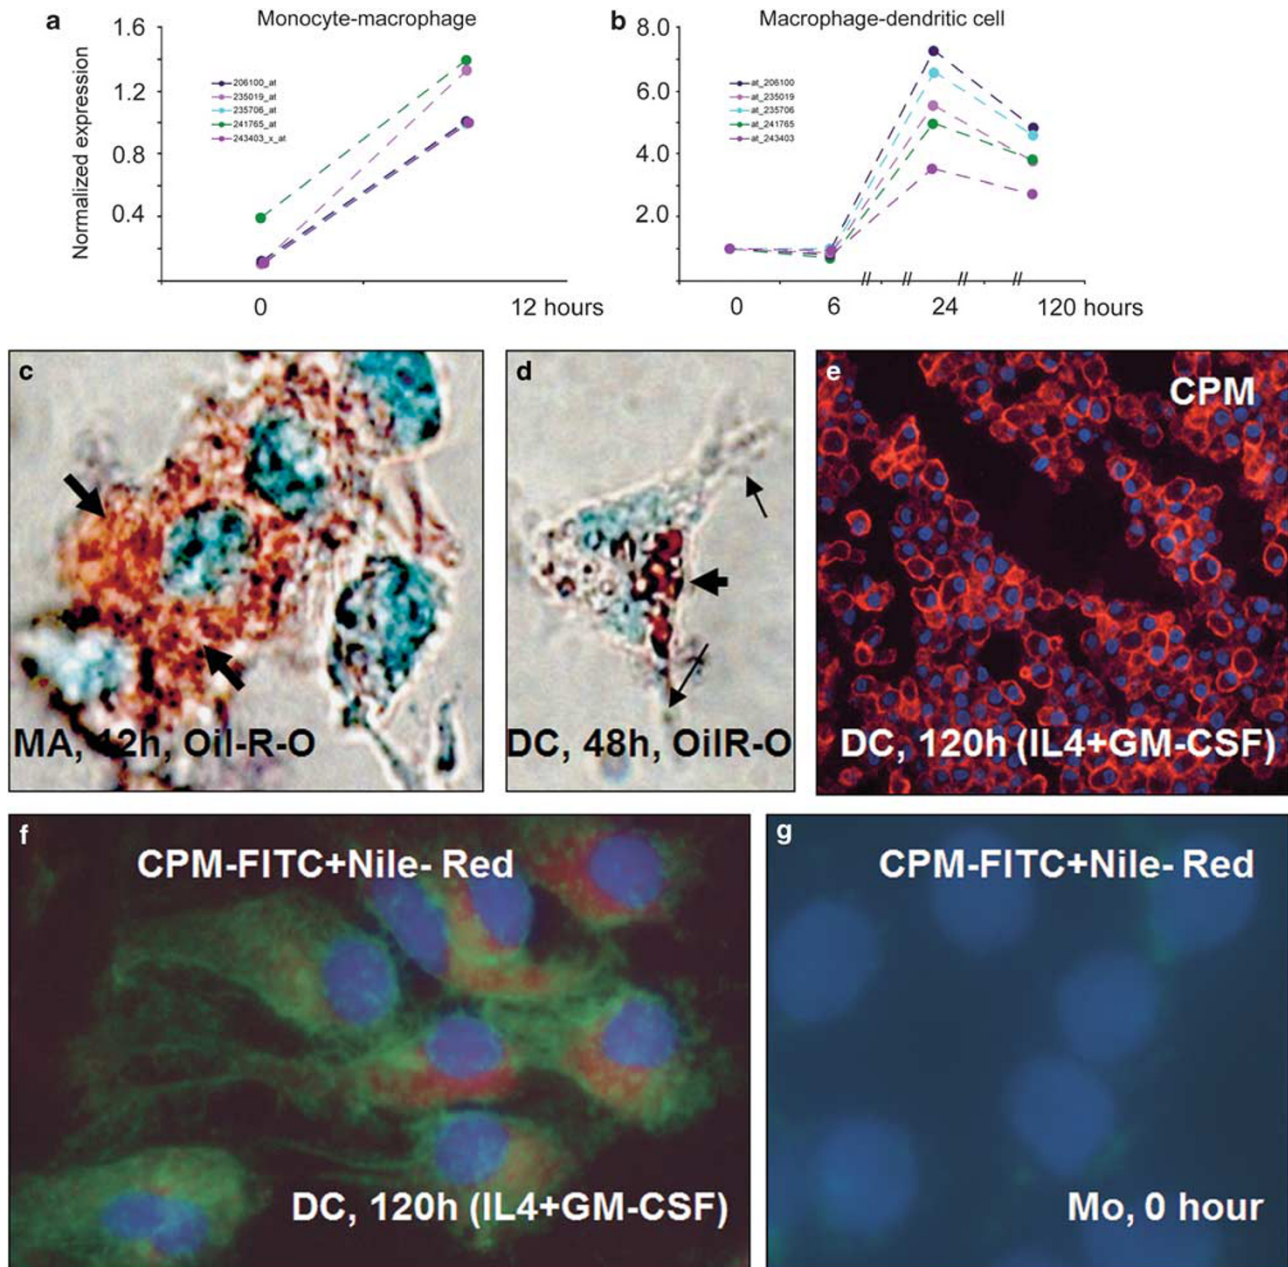 a
Monocyte-macrophage
Normalized expression
1.6
1.2
0.8
0.4
206100_at
235019_at
235706_at
241765_at
243403_x_at
0
12 hours
b
Macrophage-dendritic cell
8.0
6.0
4.0
2.0
at_206100
at_235019
at_235706
at_241765
at_243403
0
6
24
120 hours
c
MA, 12h, Oil-R-O
d
DC, 48h, OilR-O
e
CPM
DC, 120h (IL4+GM-CSF)
f
CPM-FITC+Nile- Red
DC, 120h (IL4+GM-CSF)
g
CPM-FITC+Nile- Red
Mo, 0 hour